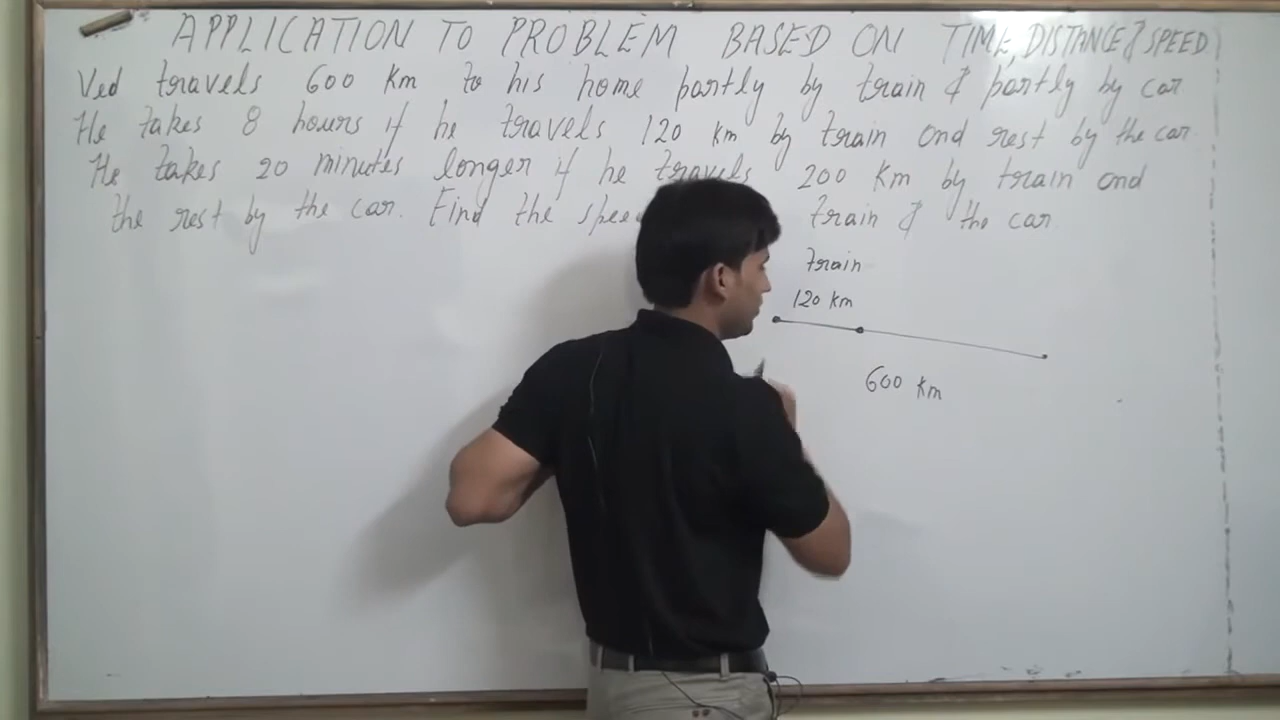 APPLICATION TO PROBLEM BASED ON TIME, DISTANCE & SPEED
Ved travels 600 Km to his home partly by train & partly by car
He takes 8 hours if he travels 120 km by train and rest by the car
He takes 20 minutes longer if he travels 200 Km by train and
the rest by the car. Find the train & the car.
train
120 km
600 km